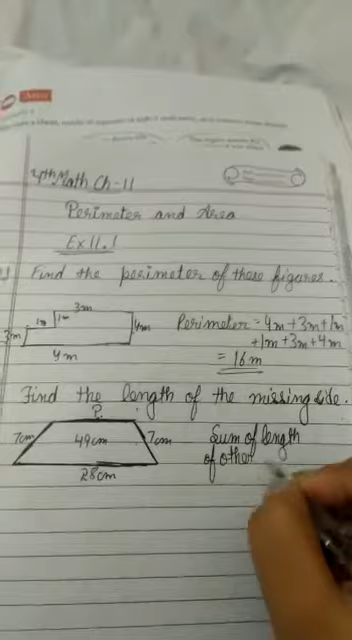 4th Math Ch-11
Perimeter and Area
Ex 11.1
Find the perimeter of these figures.
3m
1m 1m
3m 4m
4m
Perimeter = 4m + 3m + 1m
+ 1m + 3m + 4m
= 16m
Find the length of the missing side.
P.
7cm 49cm 7cm
28cm
Sum of length
of other